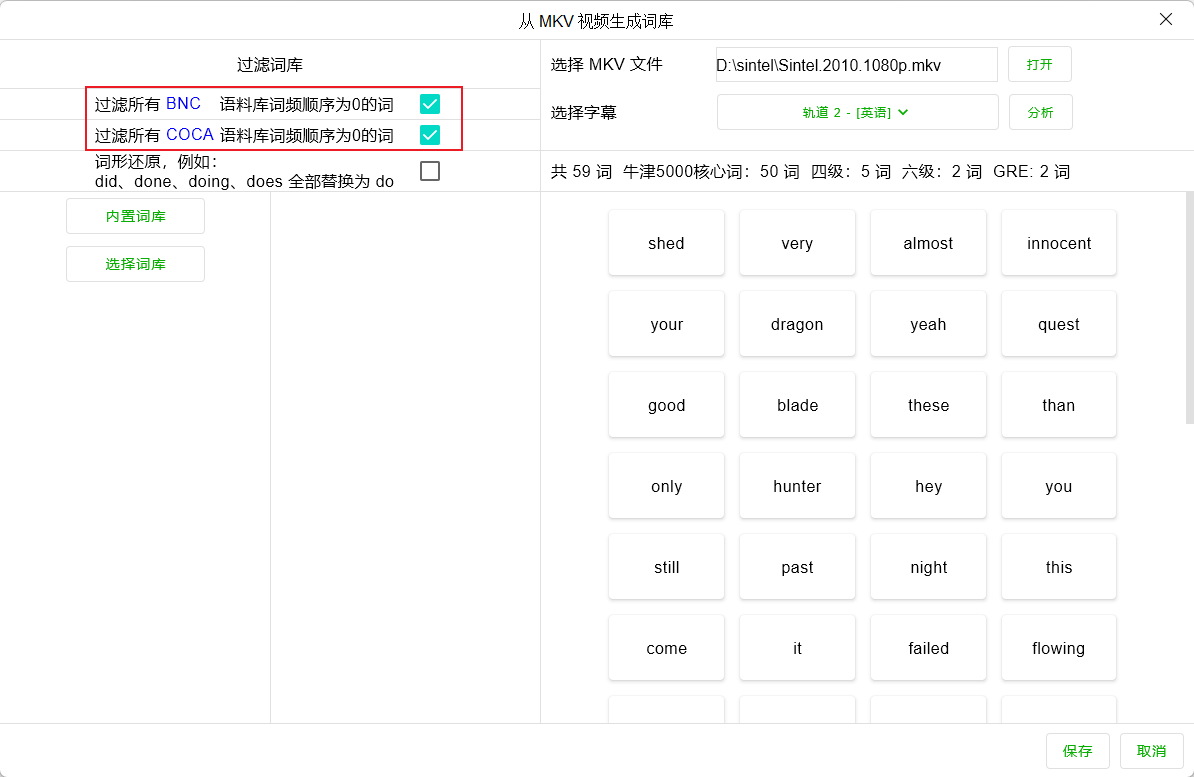 从 MKV 视频生成词库
过滤词库
过滤所有 BNC 语料库词频顺序为0的词
过滤所有 COCA 语料库词频顺序为0的词
词形还原，例如：
did、done、doing、does 全部替换为 do
内置词库
选择词库
选择 MKV 文件 D:\sintel\Sintel.2010.1080p.mkv 打开
选择字幕 轨道 2 - [英语] 分析
共 59 词 牛津5000核心词：50 词 四级：5 词 六级：2 词 GRE: 2 词
shed very almost innocent
your dragon yeah quest
good blade these than
only hunter hey you
still past night this
come it failed flowing
保存 取消